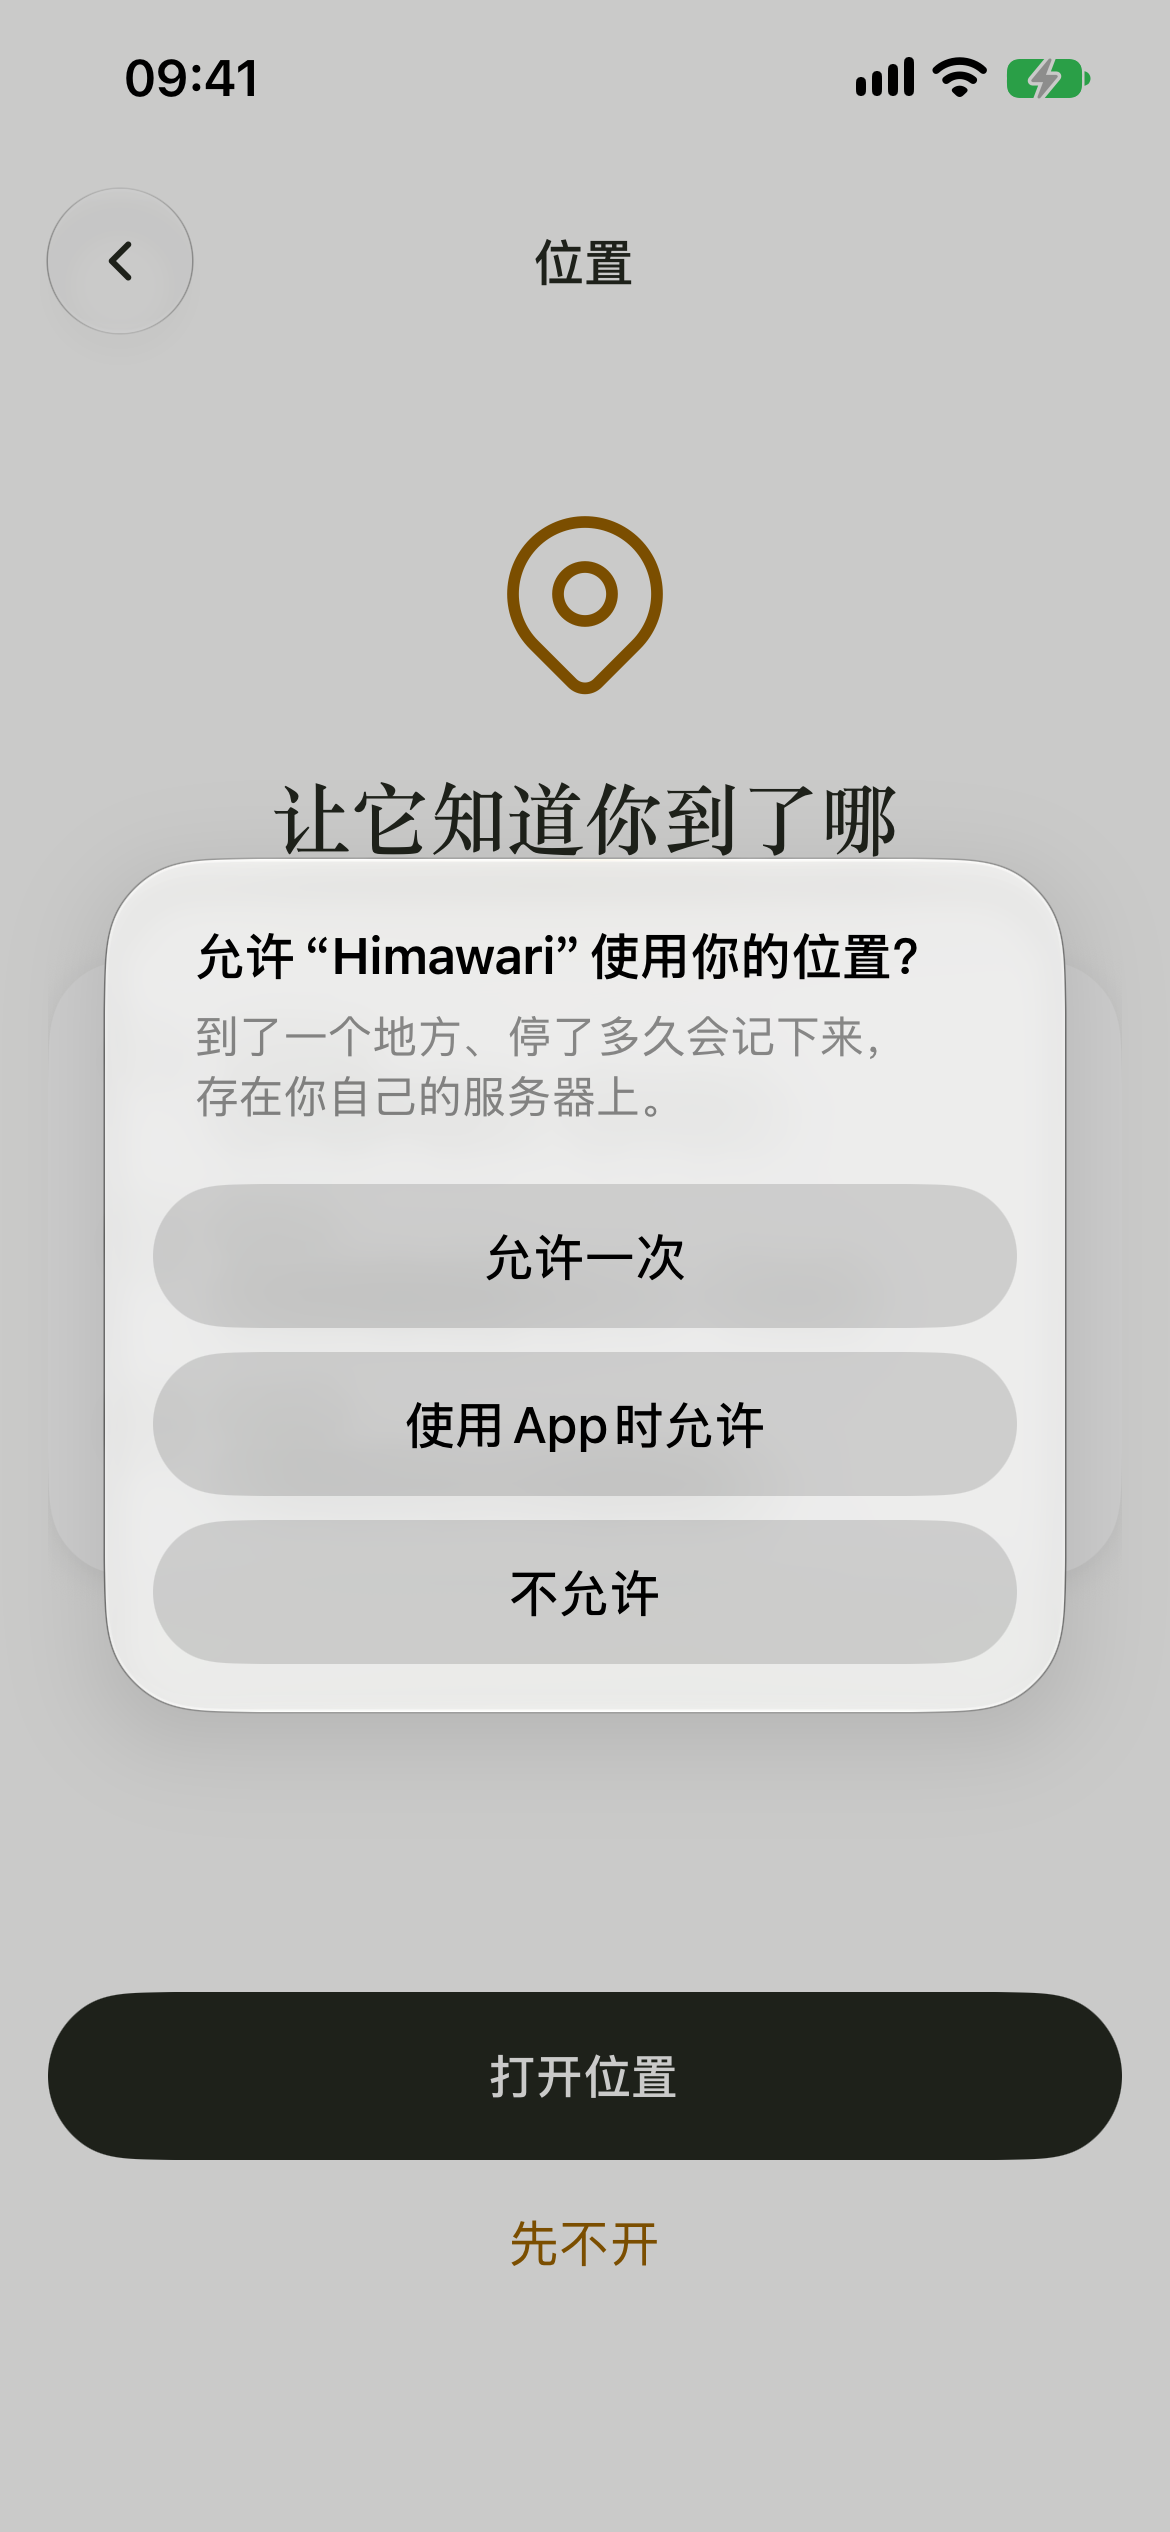 09:41
位置
让它知道你到了哪
允许 “Himawari” 使用你的位置?
到了一个地方、停了多久会记下来，
存在你自己的服务器上。
允许一次
使用 App 时允许
不允许
打开位置
先不开